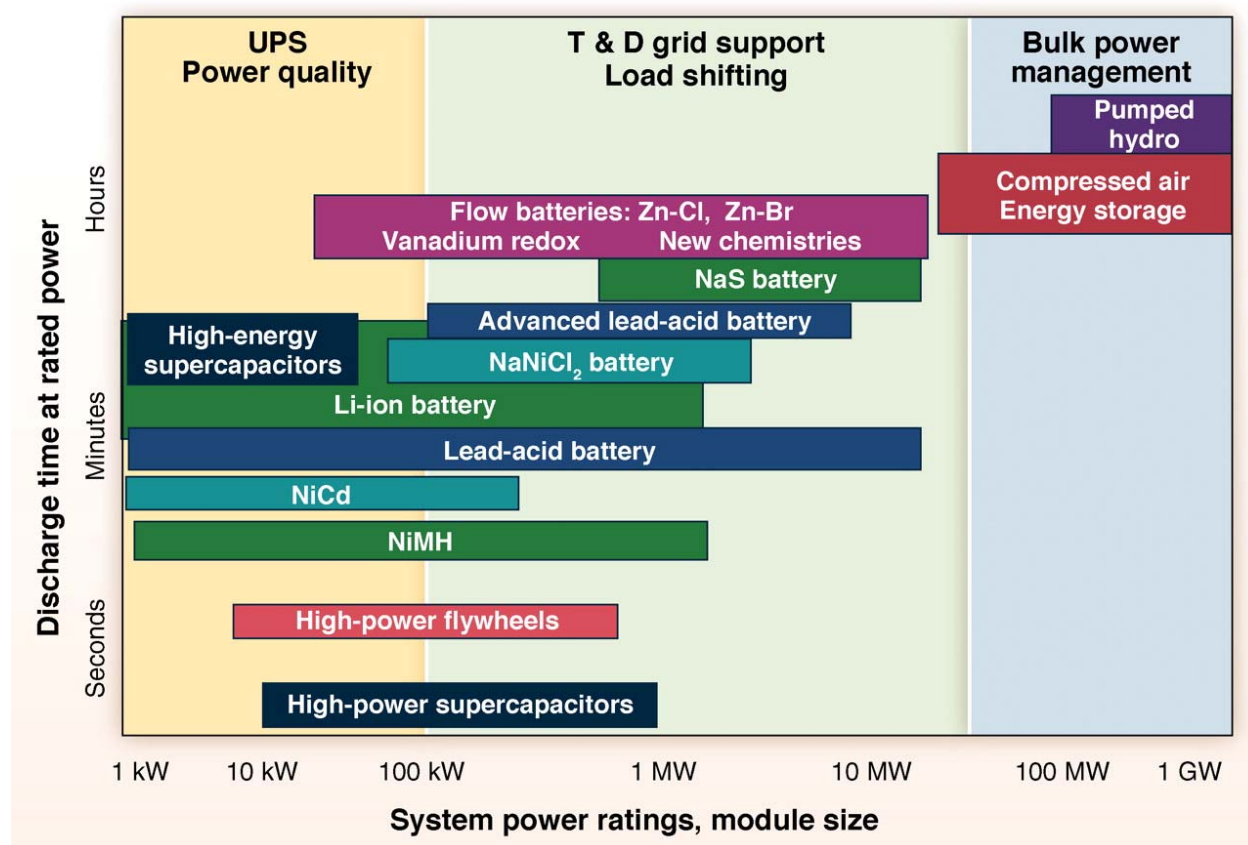 UPS
Power quality
T & D grid support
Load shifting
Bulk power
management
Pumped
hydro
Compressed air
Energy storage
Flow batteries: Zn-Cl, Zn-Br
Vanadium redox New chemistries
NaS battery
Advanced lead-acid battery
High-energy
supercapacitors
NaNiCl₂ battery
Li-ion battery
Lead-acid battery
NiCd
NiMH
High-power flywheels
High-power supercapacitors
Discharge time at rated power
Hours
Minutes
Seconds
1 kW 10 kW 100 kW 1 MW 10 MW 100 MW 1 GW
System power ratings, module size